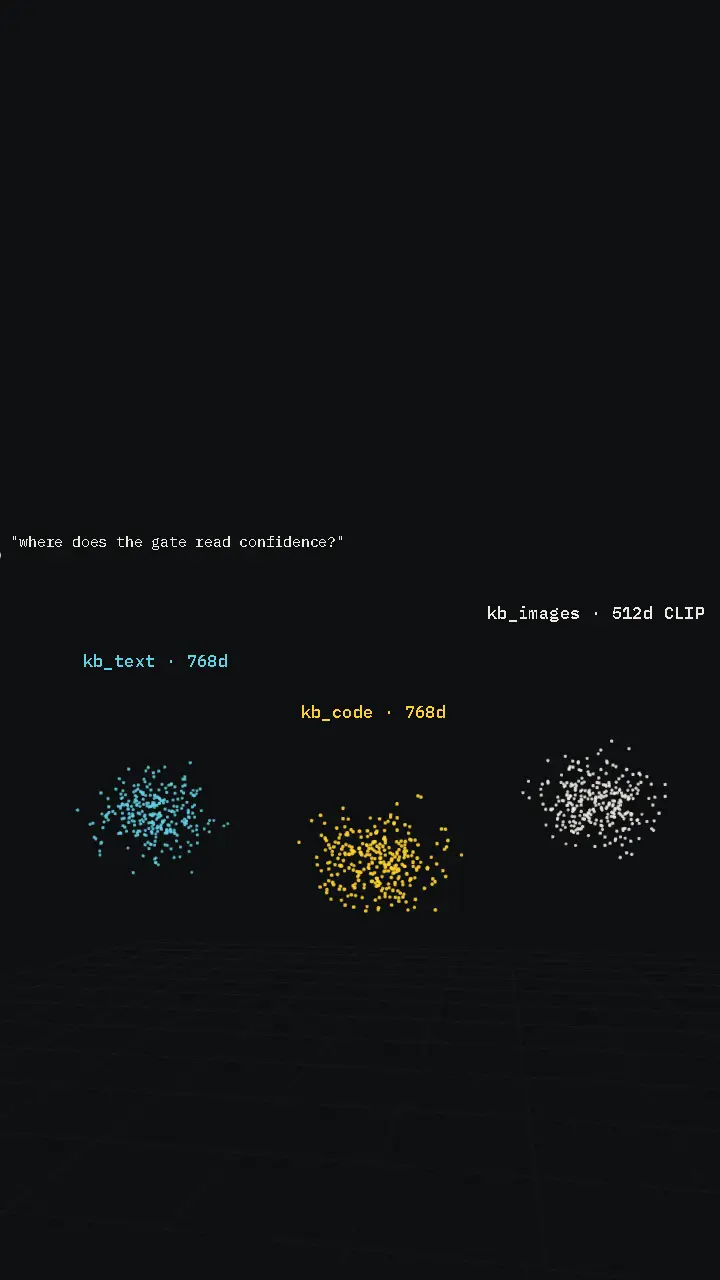 "where does the gate read confidence?"
kb_images · 512d CLIP
kb_text · 768d
kb_code · 768d